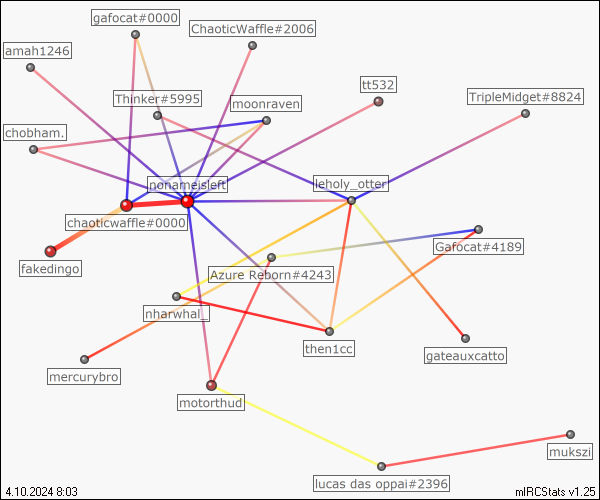 gafocat#0000
ChaoticWaffle#2006
amah1246
tt532
Thinker#5995
moonraven
TripleMidget#8824
chobham.
nonameisleft
leholy_otter
chaoticwaffle#0000
Gafocat#4189
fakedingo
Azure Reborn#4243
nharwhal_
then1cc
gateauxcatto
mercurybro
motorthud
mukszi
lucas das oppai#2396
4.10.2024 8:03
mIRCStats v1.25